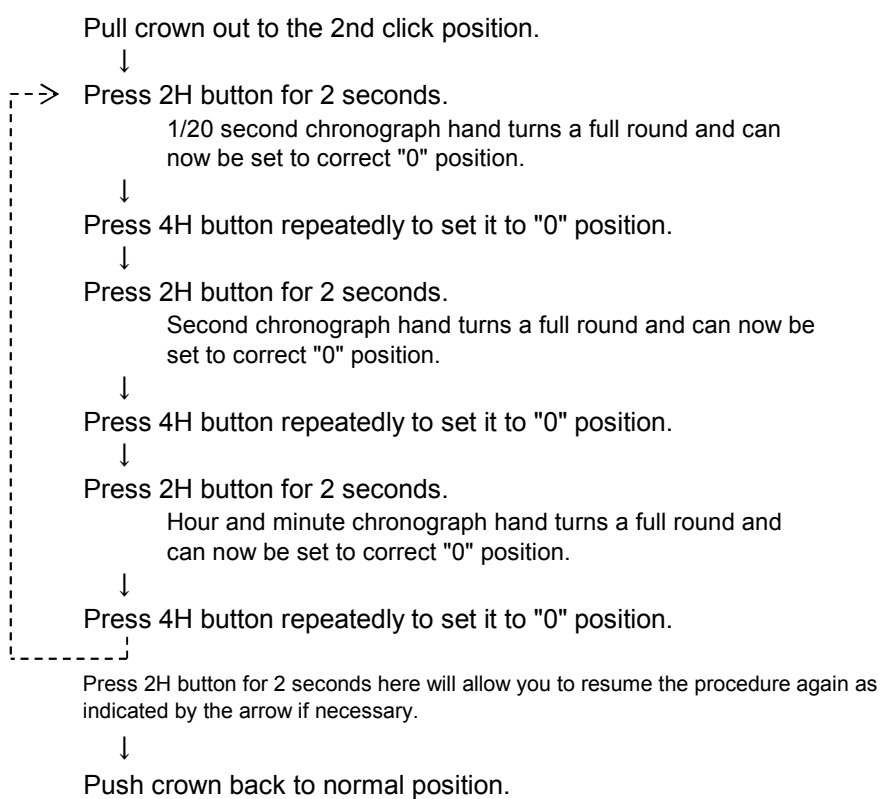 Pull crown out to the 2nd click position.
↓
Press 2H button for 2 seconds.
1/20 second chronograph hand turns a full round and can
now be set to correct "0" position.
↓
Press 4H button repeatedly to set it to "0" position.
↓
Press 2H button for 2 seconds.
Second chronograph hand turns a full round and can now be
set to correct "0" position.
↓
Press 4H button repeatedly to set it to "0" position.
↓
Press 2H button for 2 seconds.
Hour and minute chronograph hand turns a full round and
can now be set to correct "0" position.
↓
Press 4H button repeatedly to set it to "0" position.
Press 2H button for 2 seconds here will allow you to resume the procedure again as
indicated by the arrow if necessary.
↓
Push crown back to normal position.